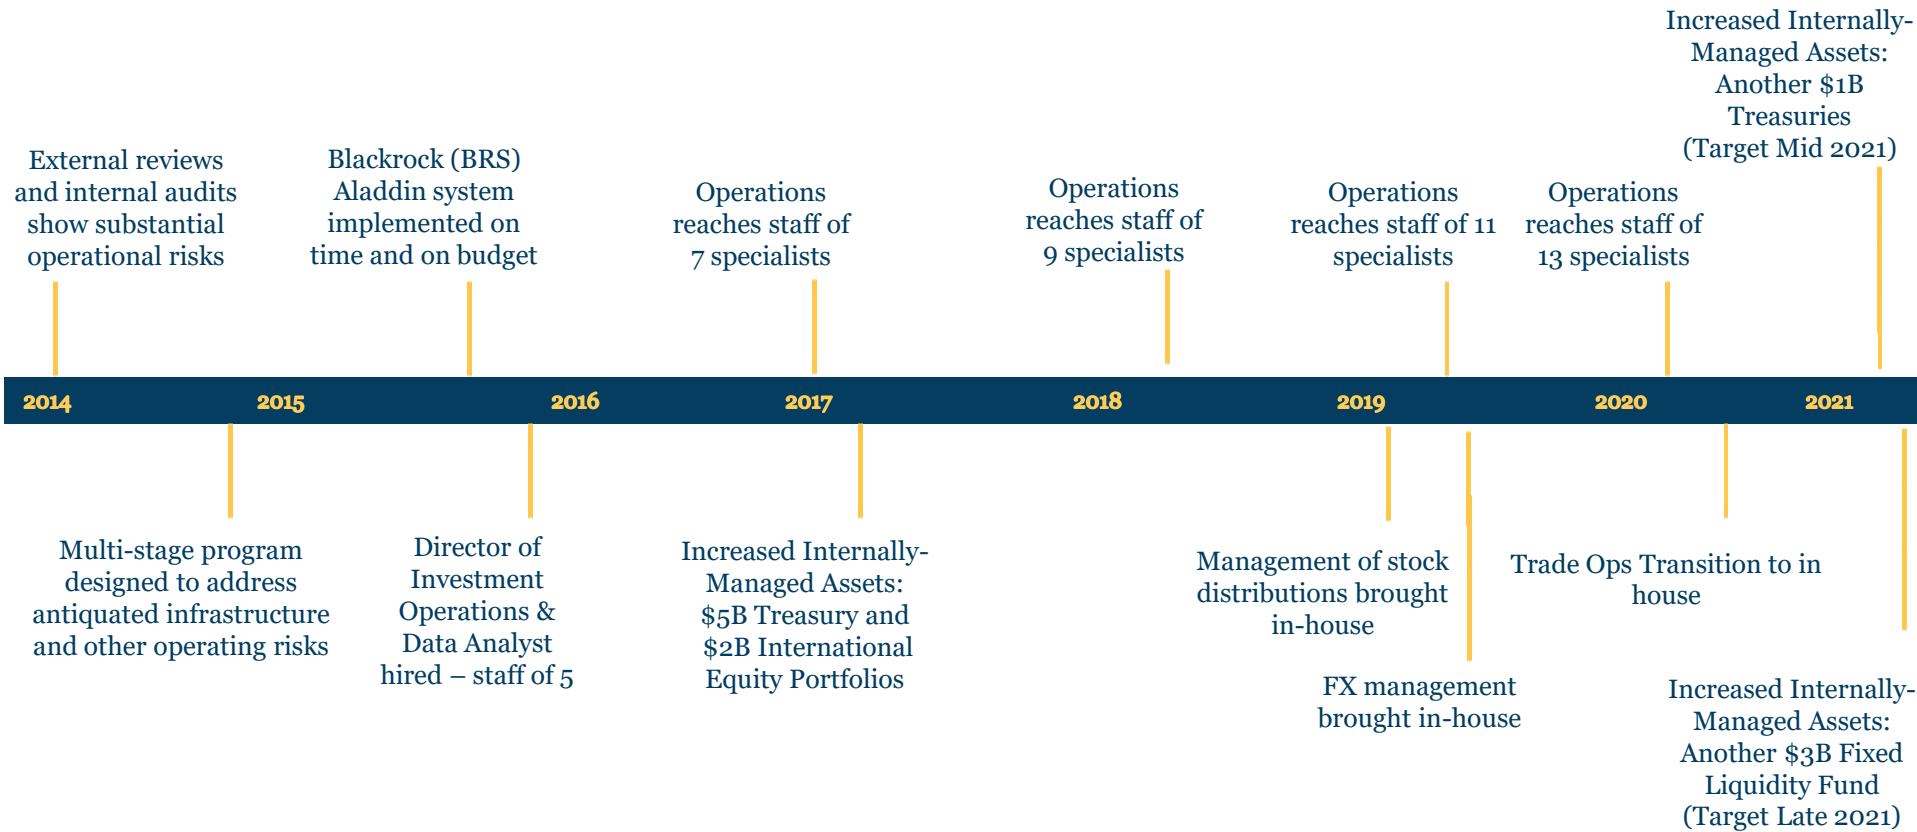 Increased Internally-
Managed Assets:
Another $1B
Treasuries
(Target Mid 2021)
External reviews
and internal audits
show substantial
operational risks
Blackrock (BRS)
Aladdin system
implemented on
time and on budget
Operations
reaches staff of
7 specialists
Operations
reaches staff of
9 specialists
Operations
reaches staff of 11
specialists
Operations
reaches staff of
13 specialists
2014 2015 2016 2017 2018 2019 2020 2021
Multi-stage program
designed to address
antiquated infrastructure
and other operating risks
Director of
Investment
Operations &
Data Analyst
hired – staff of 5
Increased Internally-
Managed Assets:
$5B Treasury and
$2B International
Equity Portfolios
Management of stock
distributions brought
in-house
FX management
brought in-house
Trade Ops Transition to in
house
Increased Internally-
Managed Assets:
Another $3B Fixed
Liquidity Fund
(Target Late 2021)